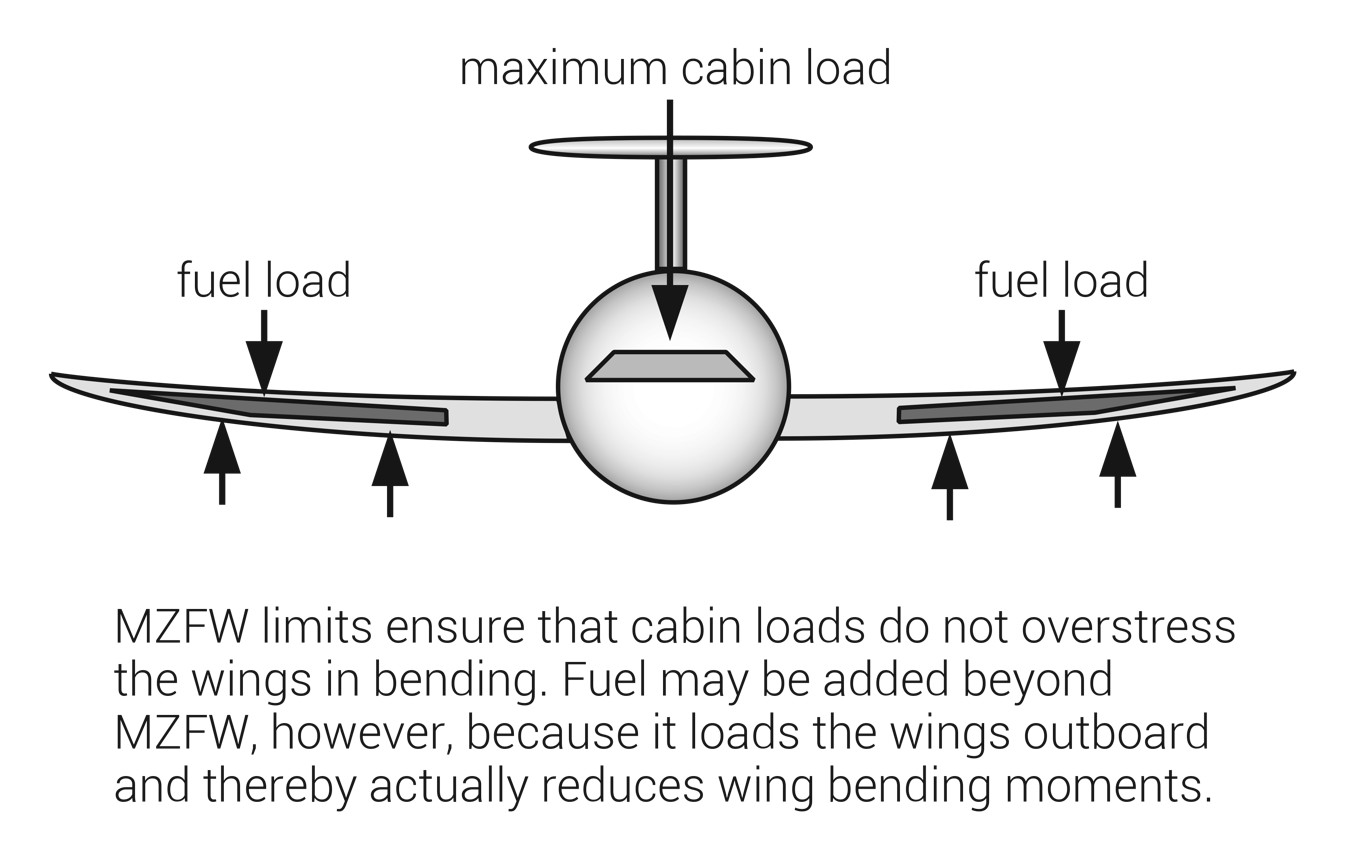 maximum cabin load
fuel load
fuel load
MZFW limits ensure that cabin loads do not overstress
the wings in bending. Fuel may be added beyond
MZFW, however, because it loads the wings outboard
and thereby actually reduces wing bending moments.